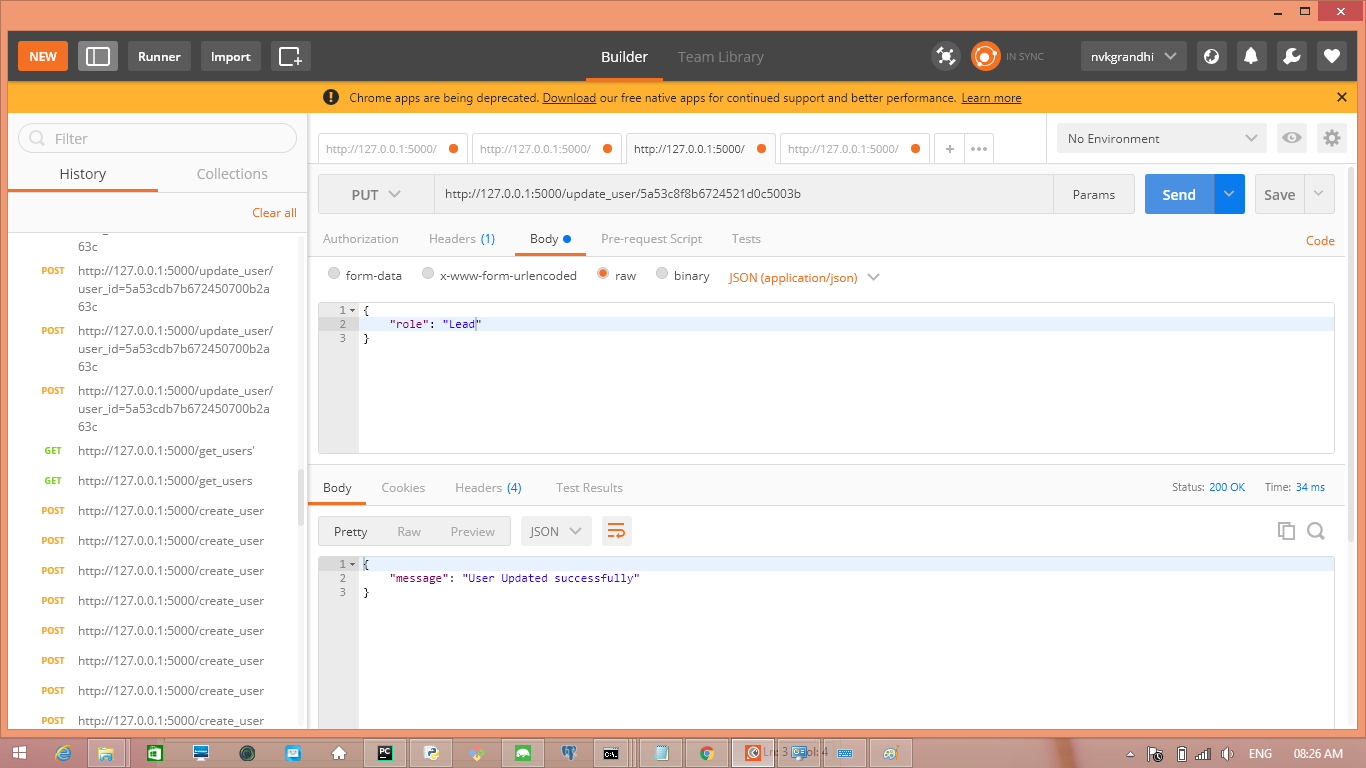 NEW
Runner
Import
Builder
Team Library
IN SYNC
nvkgrandhi
Chrome apps are being deprecated. Download our free native apps for continued support and better performance. Learn more
Filter
History
Collections
Clear all
63c
POST http://127.0.0.1:5000/update_user/
user_id=5a53cdb7b672450700b2a
63c
POST http://127.0.0.1:5000/update_user/
user_id=5a53cdb7b672450700b2a
63c
POST http://127.0.0.1:5000/update_user/
user_id=5a53cdb7b672450700b2a
63c
GET http://127.0.0.1:5000/get_users'
GET http://127.0.0.1:5000/get_users
POST http://127.0.0.1:5000/create_user
POST http://127.0.0.1:5000/create_user
POST http://127.0.0.1:5000/create_user
POST http://127.0.0.1:5000/create_user
POST http://127.0.0.1:5000/create_user
POST http://127.0.0.1:5000/create_user
POST http://127.0.0.1:5000/create_user
POST http://127.0.0.1:5000/create_user
http://127.0.0.1:5000/
http://127.0.0.1:5000/
http://127.0.0.1:5000/
http://127.0.0.1:5000/
+
•••
No Environment
PUT
http://127.0.0.1:5000/update_user/5a53c8f8b6724521d0c5003b
Params
Send
Save
Authorization
Headers (1)
Body
Pre-request Script
Tests
Code
form-data
x-www-form-urlencoded
raw
binary
JSON (application/json)
1 {
2 "role": "Lead"
3 }
Body
Cookies
Headers (4)
Test Results
Status: 200 OK
Time: 34 ms
Pretty
Raw
Preview
JSON
1 {
2 "message": "User Updated successfully"
3 }
PC
ENG
08:26 AM